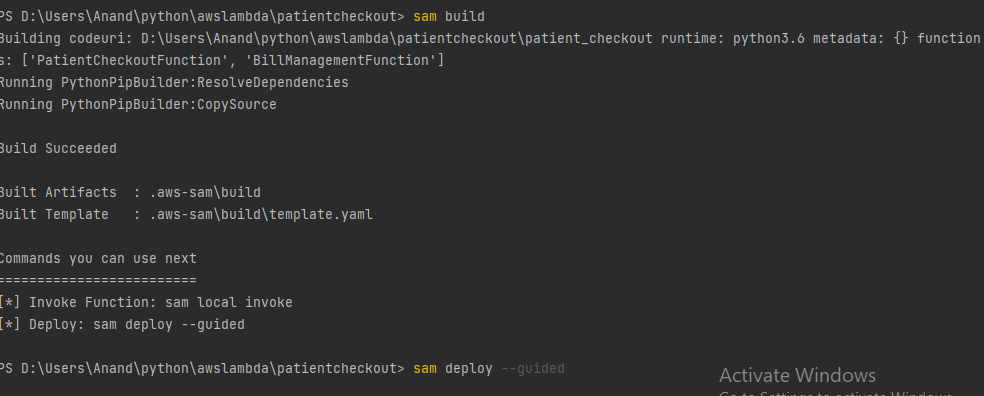 PS D:\Users\Anand\python\awslambda\patientcheckout> sam build
Building codeuri: D:\Users\Anand\python\awslambda\patientcheckout\patient_checkout runtime: python3.6 metadata: {} function
s: ['PatientCheckoutFunction', 'BillManagementFunction']
Running PythonPipBuilder:ResolveDependencies
Running PythonPipBuilder:CopySource
Build Succeeded
Built Artifacts  : .aws-sam\build
Built Template   : .aws-sam\build\template.yaml
Commands you can use next
=========================
[*] Invoke Function: sam local invoke
[*] Deploy: sam deploy --guided
PS D:\Users\Anand\python\awslambda\patientcheckout> sam deploy --guided
Activate Windows
Go to Settings to activate Windows.